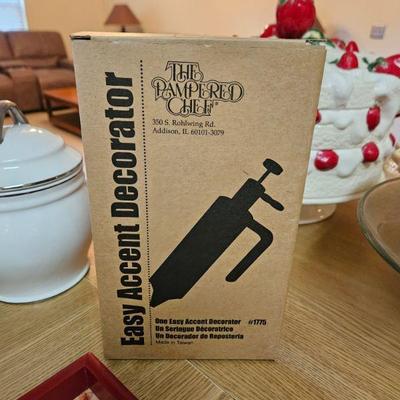 THE
PAMPERED
CHEF®
350 S. Rohlwing Rd.
Addison, IL 60101-3079
Easy Accent Decorator
One Easy Accent Decorator #1775
Un Seringue Décoratrice
Un Decorador de Repostería
Made in Taiwan